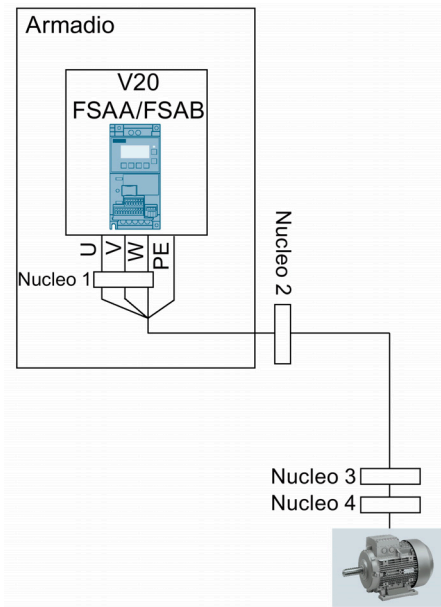 Armadio
V20
FSAA/FSAB
U
V
W
PE
Nucleo 1
Nucleo 2
Nucleo 3
Nucleo 4